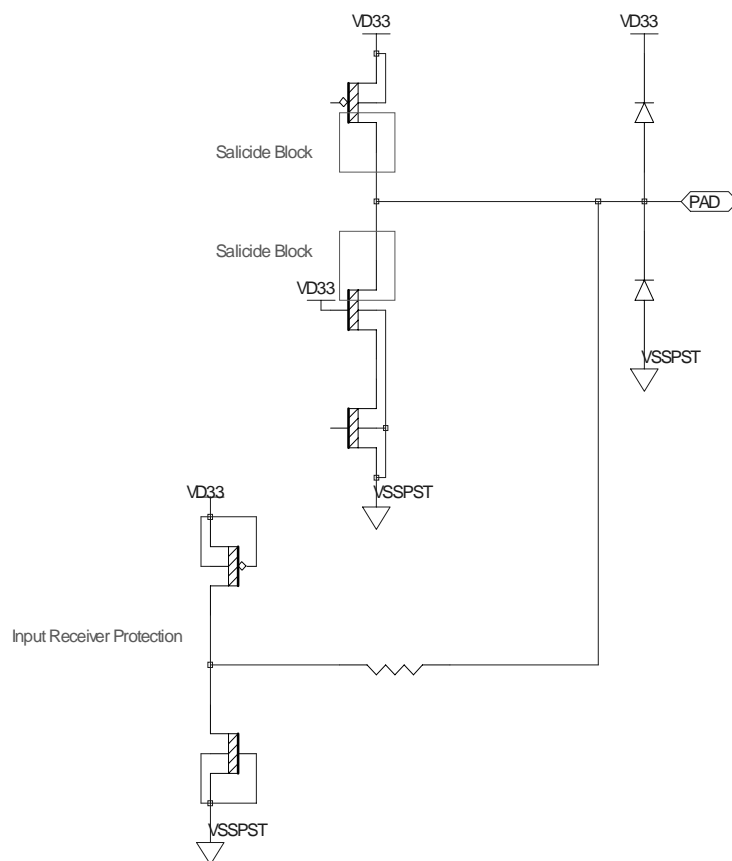 VD33
VD33
Salicide Block
PAD
Salicide Block
VD33
VSSPST
VSSPST
VD33
Input Receiver Protection
VSSPST